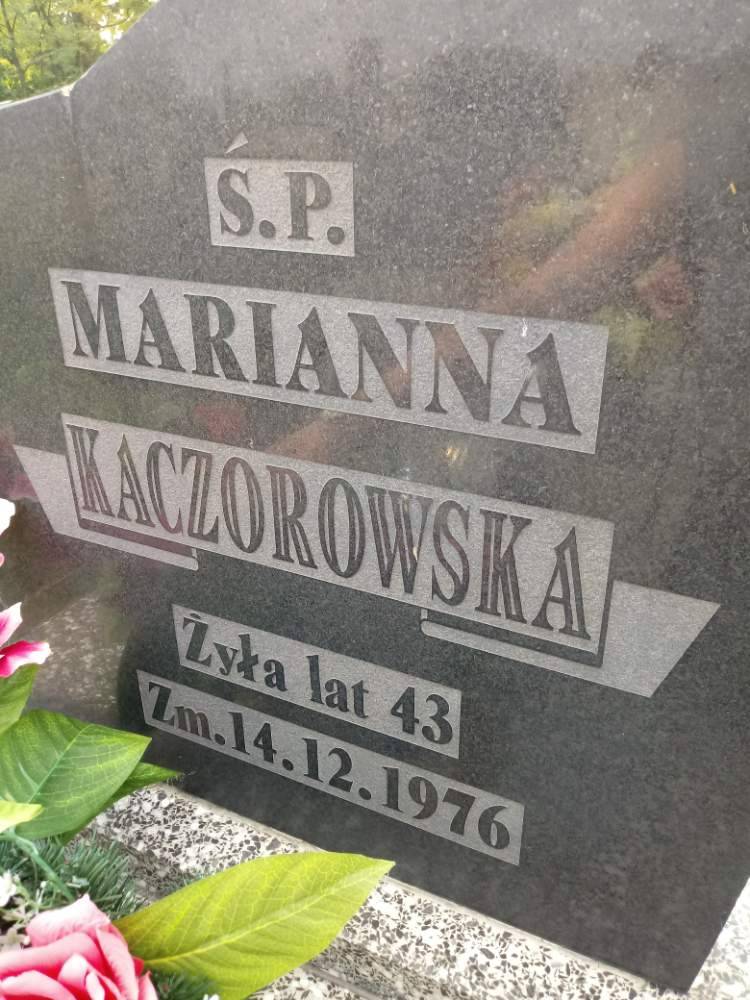 Ś.P.
MARIANNA
KACZOROWSKA
Żyła lat 43
Zm.14.12.1976